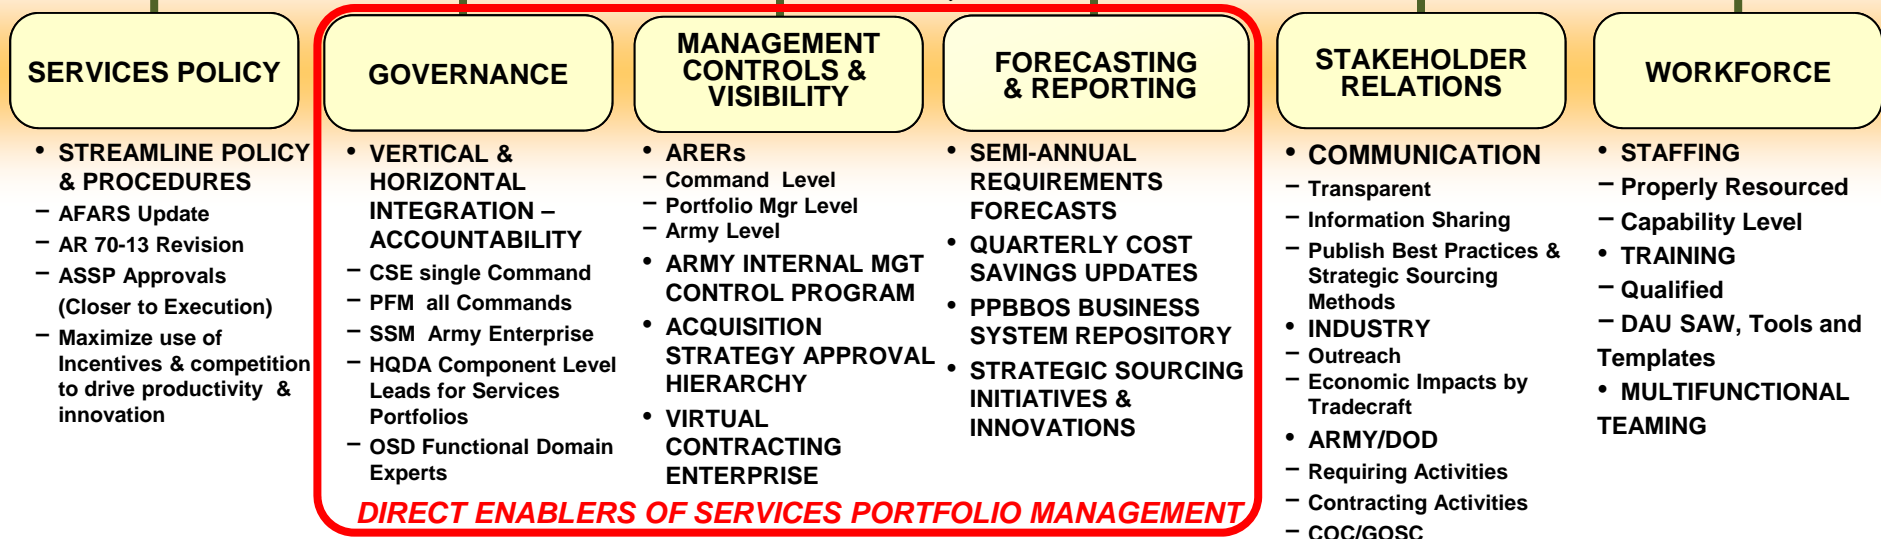 SERVICES POLICY
• STREAMLINE POLICY
& PROCEDURES
– AFARS Update
– AR 70-13 Revision
– ASSP Approvals
(Closer to Execution)
– Maximize use of
Incentives & competition
to drive productivity &
innovation
GOVERNANCE
• VERTICAL &
HORIZONTAL
INTEGRATION –
ACCOUNTABILITY
– CSE single Command
– PFM all Commands
– SSM Army Enterprise
– HQDA Component Level
Leads for Services
Portfolios
– OSD Functional Domain
Experts
MANAGEMENT
CONTROLS &
VISIBILITY
• ARERs
– Command Level
– Portfolio Mgr Level
– Army Level
• ARMY INTERNAL MGT
CONTROL PROGRAM
• ACQUISITION
STRATEGY APPROVAL
HIERARCHY
• VIRTUAL
CONTRACTING
ENTERPRISE
FORECASTING
& REPORTING
• SEMI-ANNUAL
REQUIREMENTS
FORECASTS
• QUARTERLY COST
SAVINGS UPDATES
• PPBBOS BUSINESS
SYSTEM REPOSITORY
• STRATEGIC SOURCING
INITIATIVES &
INNOVATIONS
DIRECT ENABLERS OF SERVICES PORTFOLIO MANAGEMENT
STAKEHOLDER
RELATIONS
• COMMUNICATION
– Transparent
– Information Sharing
– Publish Best Practices &
Strategic Sourcing
Methods
• INDUSTRY
– Outreach
– Economic Impacts by
Tradecraft
• ARMY/DOD
– Requiring Activities
– Contracting Activities
– COC/GOSC
WORKFORCE
• STAFFING
– Properly Resourced
– Capability Level
• TRAINING
– Qualified
– DAU SAW, Tools and
Templates
• MULTIFUNCTIONAL
TEAMING